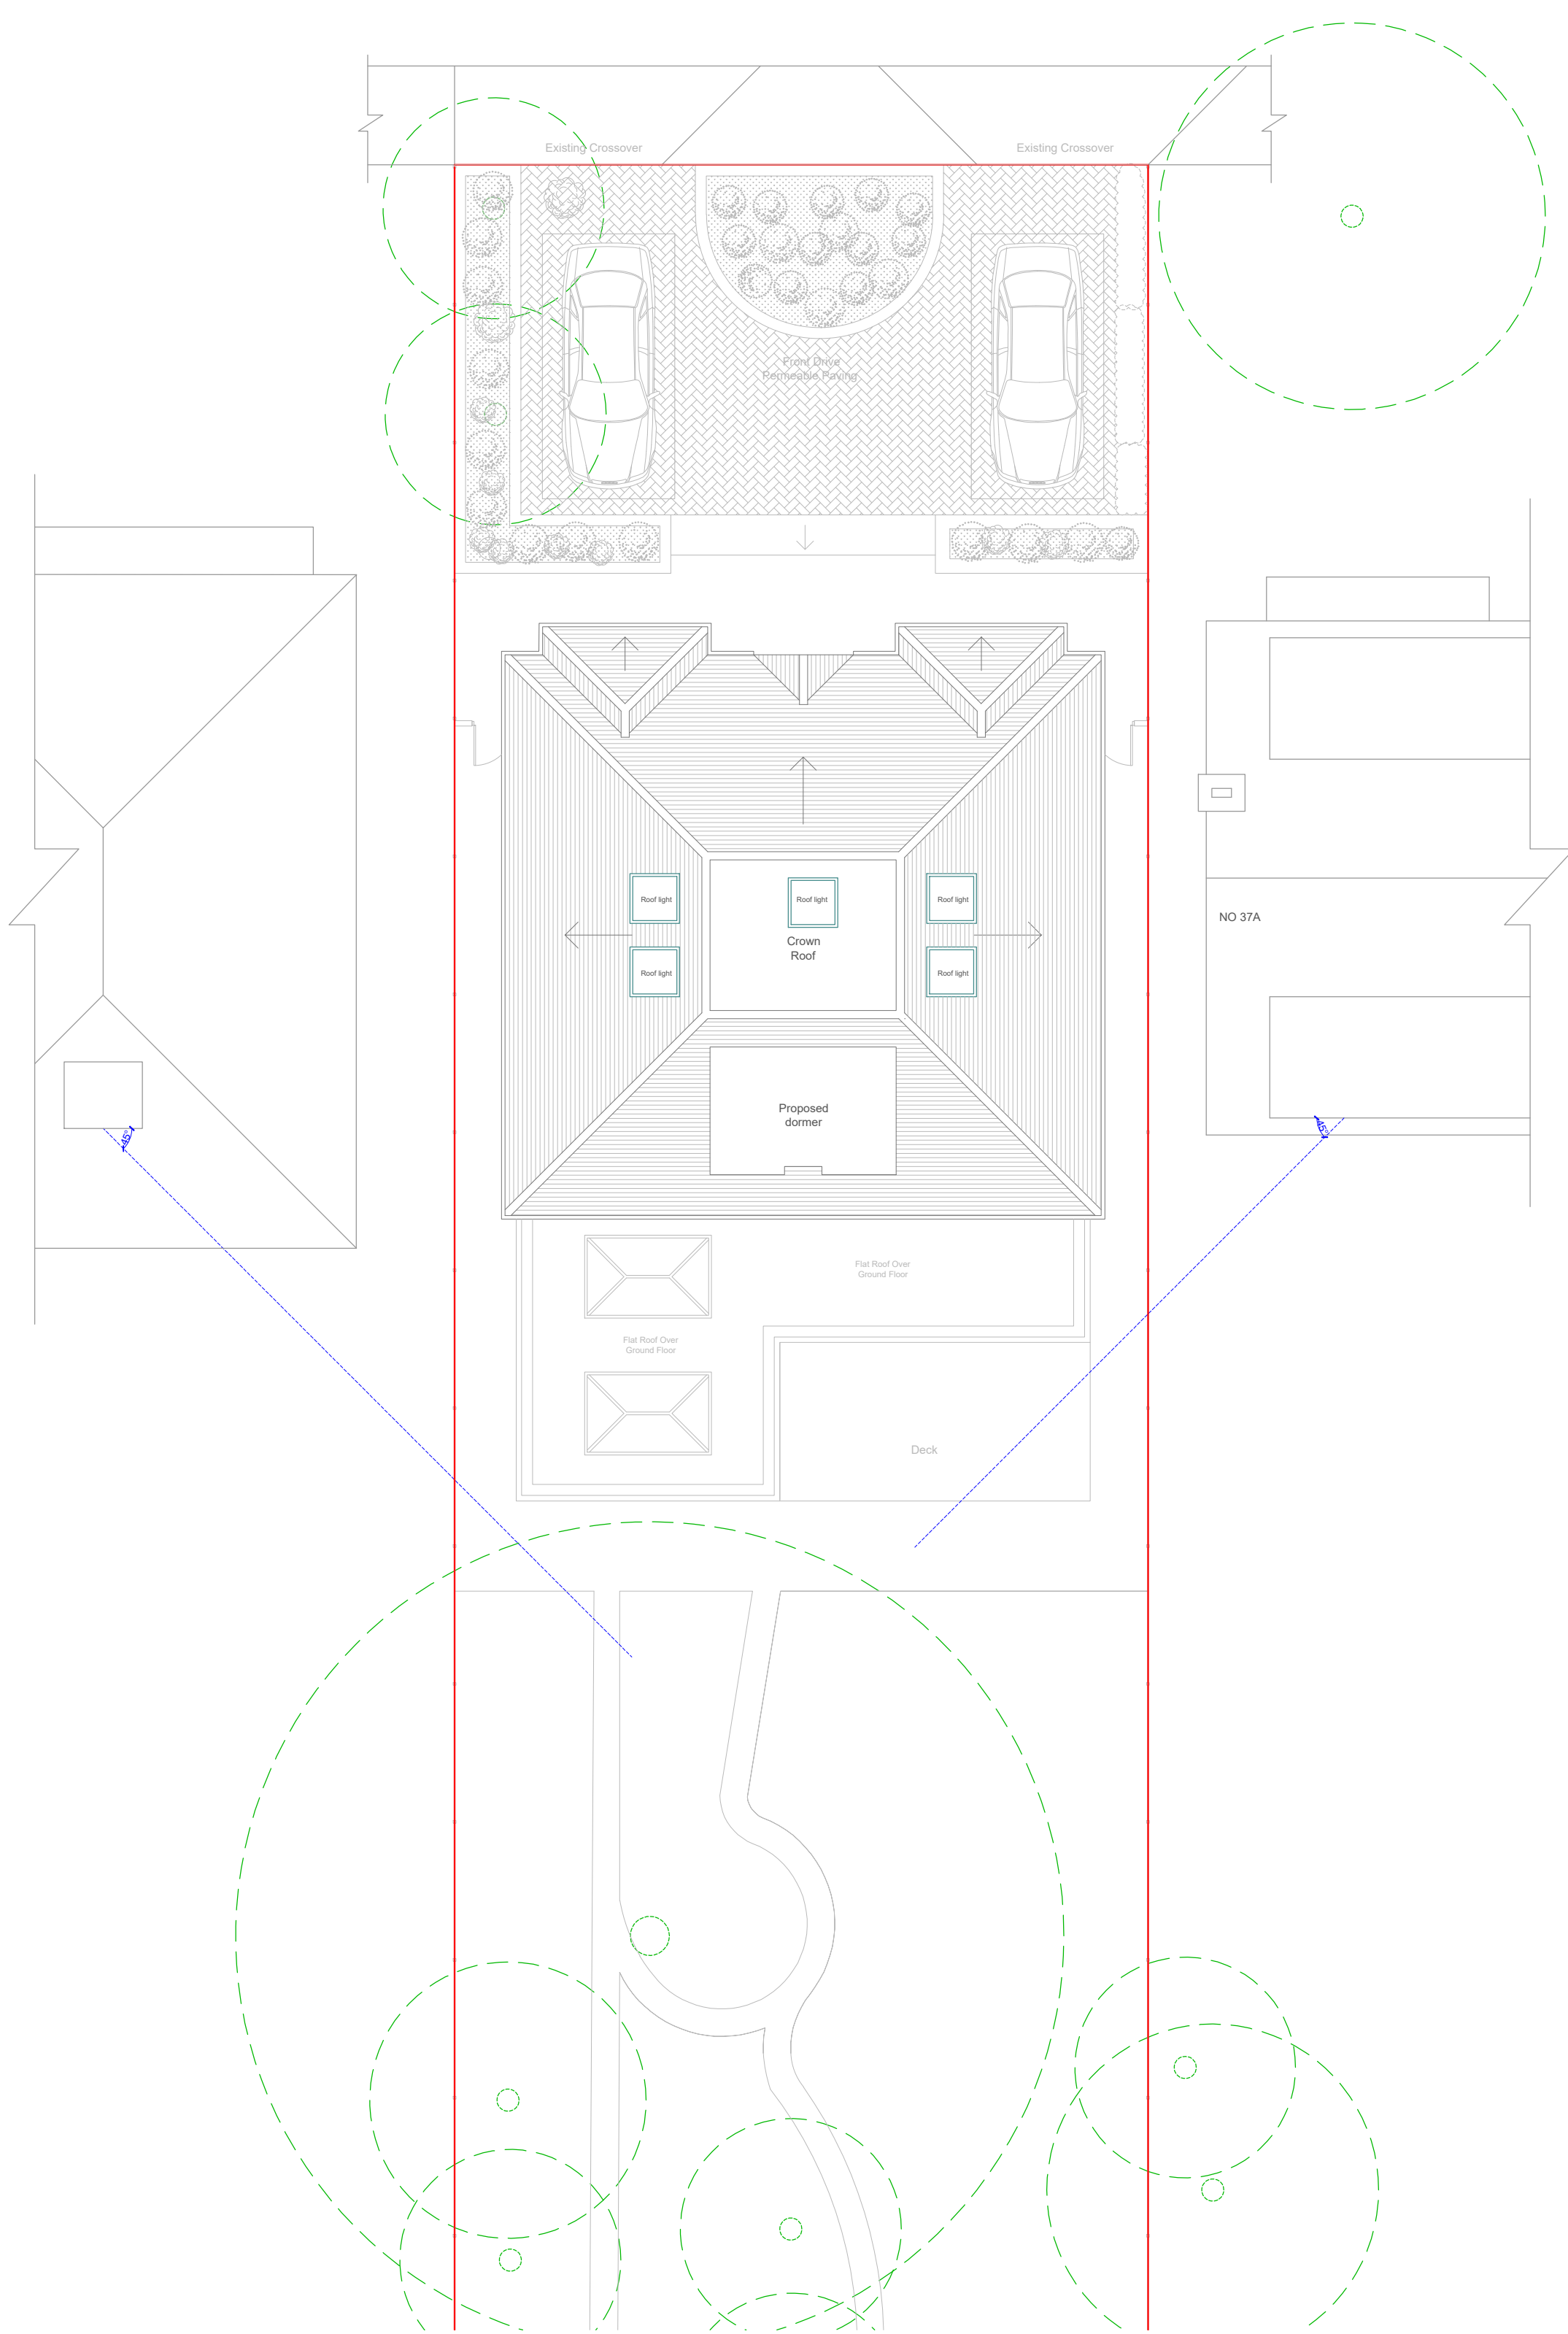 Existing Crossover
Existing Crossover
Front Drive
Permeable Paving
Roof light
Roof light
Roof light
Crown
Roof
NO 37A
Roof light
Roof light
Proposed
dormer
45°
45°
Flat Roof Over
Ground Floor
Flat Roof Over
Ground Floor
Deck